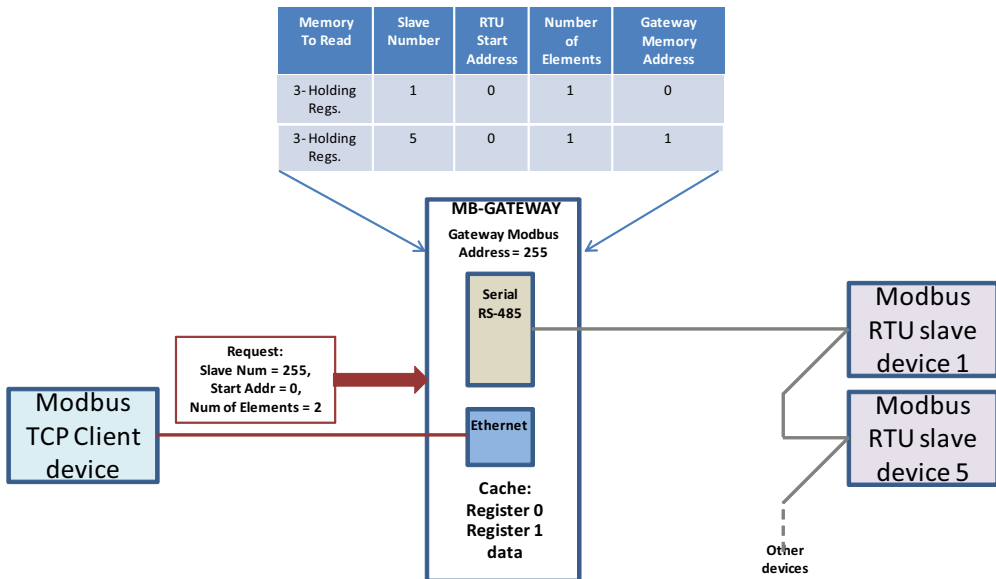 Memory To Read
Slave Number
RTU Start Address
Number of Elements
Gateway Memory Address
3- Holding Regs.
1
0
1
0
3- Holding Regs.
5
0
1
1
MB-GATEWAY
Gateway Modbus
Address = 255
Serial
RS-485
Request:
Slave Num = 255,
Start Addr = 0,
Num of Elements = 2
Modbus
TCP Client
device
Ethernet
Cache:
Register 0
Register 1
data
Modbus
RTU slave
device 1
Modbus
RTU slave
device 5
Other
devices